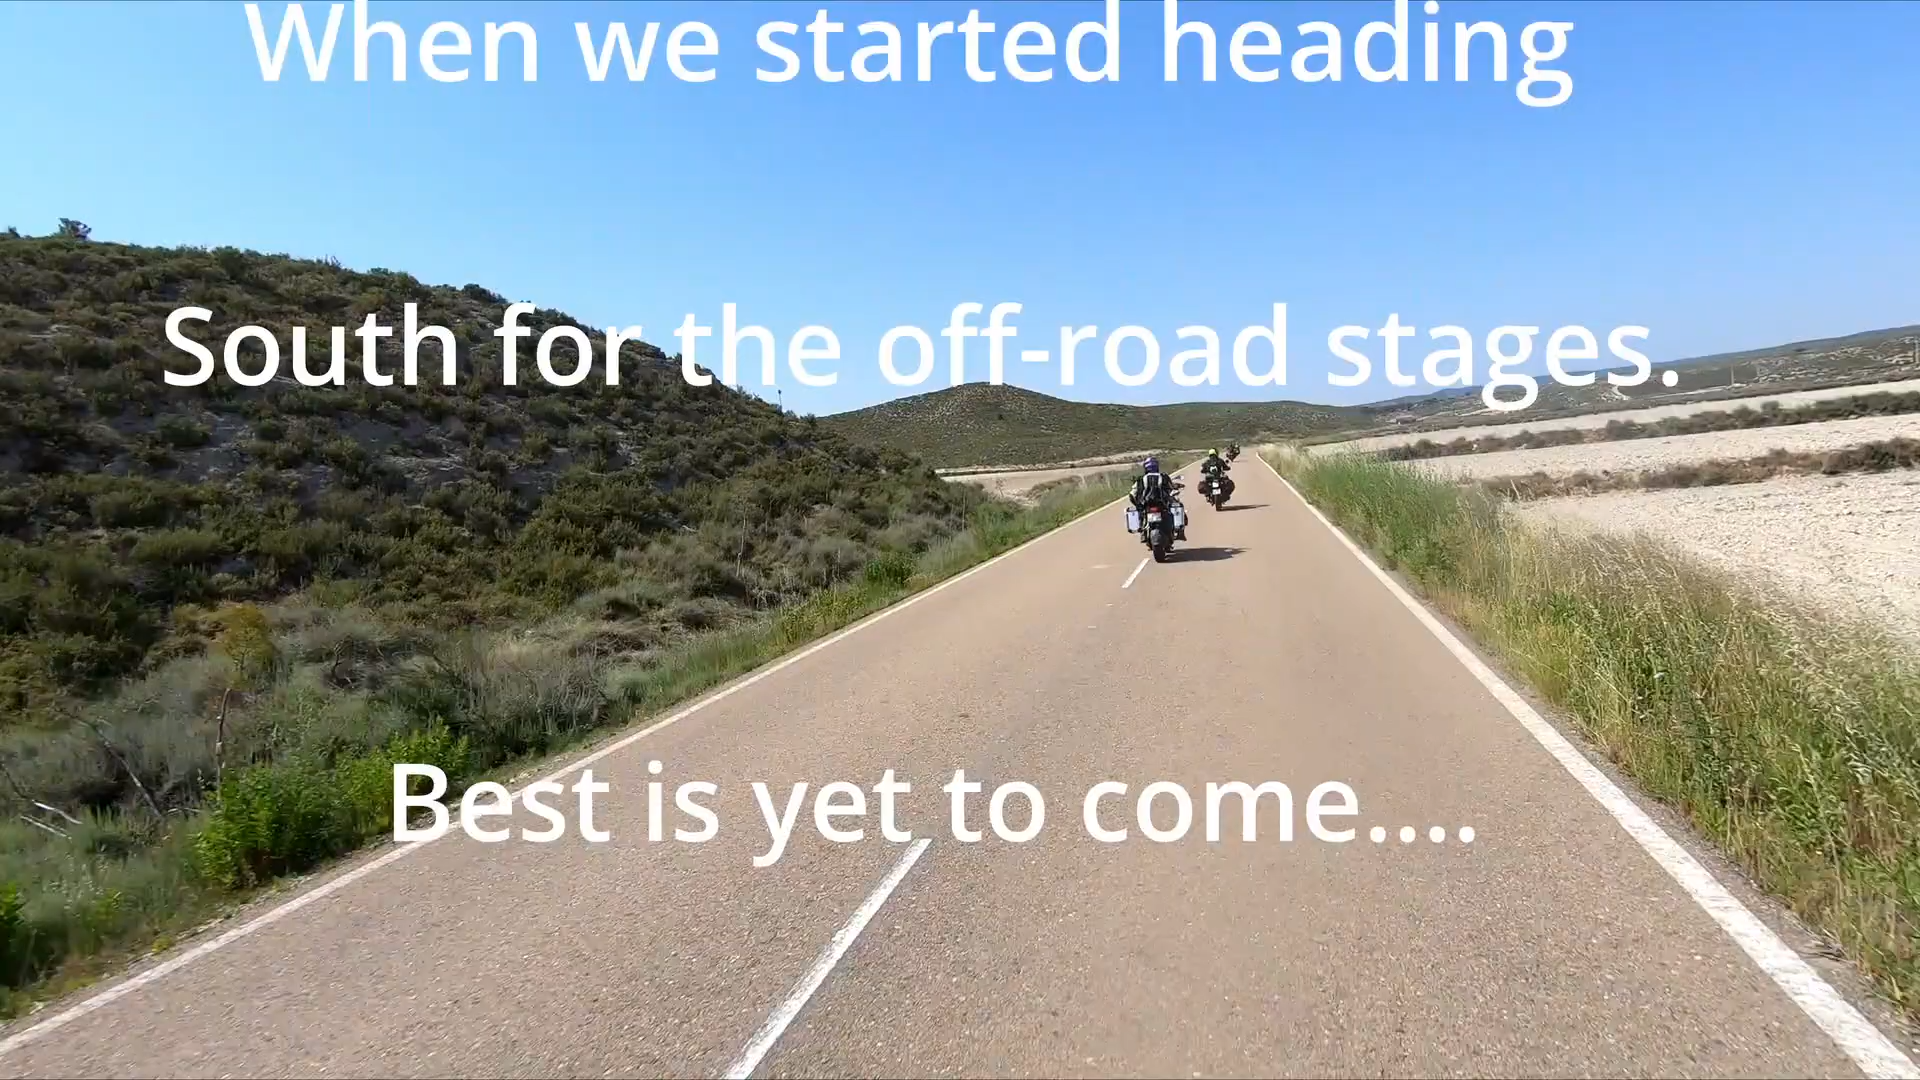 When we started heading
South for the off-road stages.
Best is yet to come....